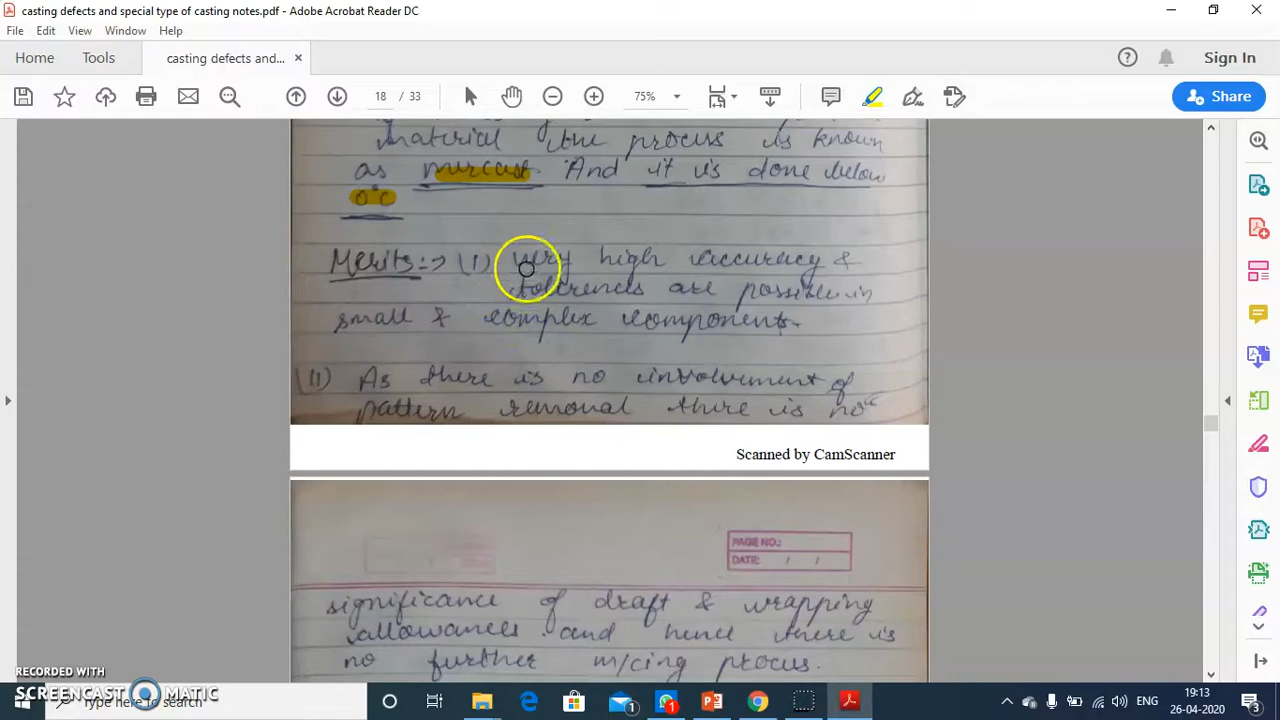 casting defects and special type of casting notes.pdf - Adobe Acrobat Reader DC
File Edit View Window Help
Home Tools casting defects and... × Sign In
18 / 33 75% Share
material the process is known
as mercast. And it is done below
0°C
Merits :-> (I) Very high accuracy &
tolerences are possible in
small & complex components.
(II) As there is no involvement of
pattern removal there is no
Scanned by CamScanner
PAGE NO.:
DATE: / /
significance of draft & wrapping
allowances. and hence there is
no further m/cing process.
RECORDED WITH
SCREENCAST MATIC
Type here to search
1
1
ENG
19:13
26-04-2020
3